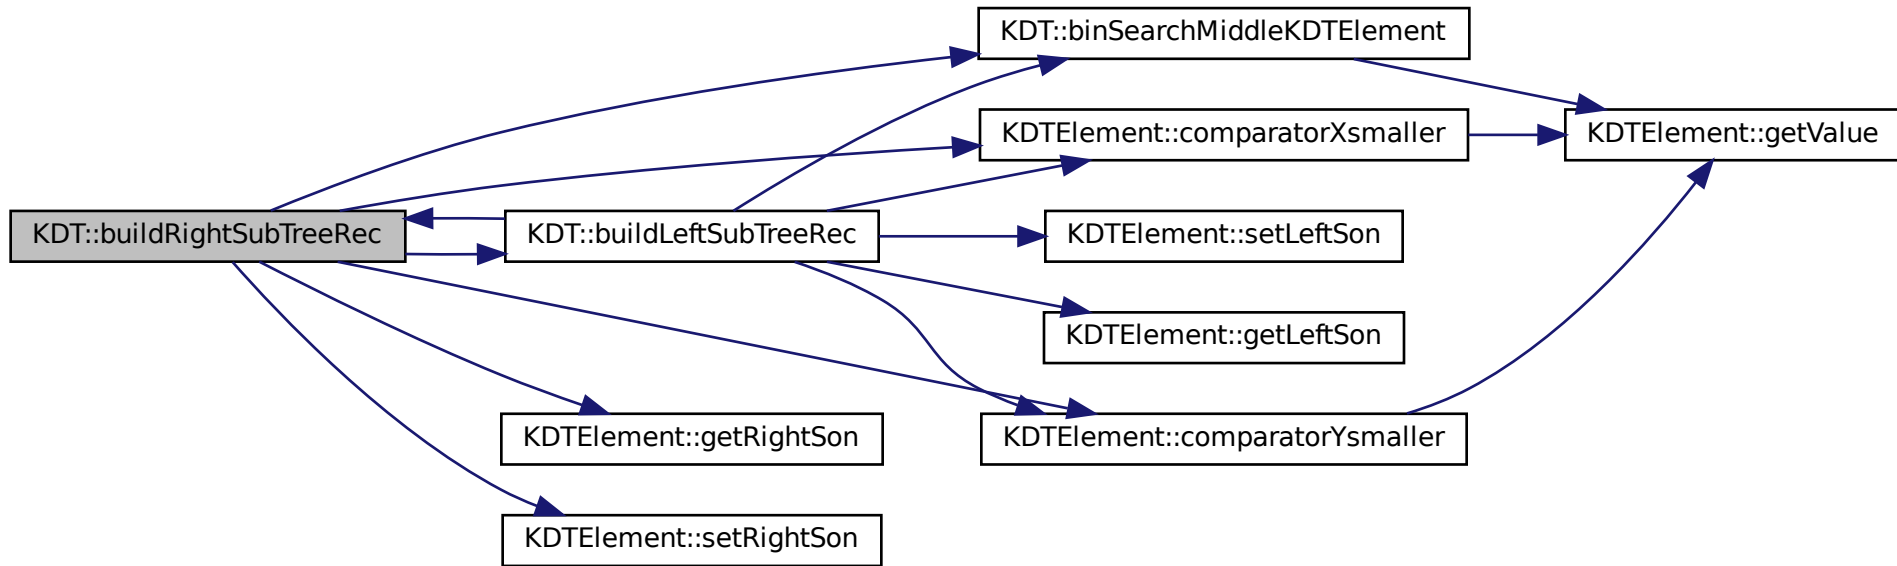 KDT::binSearchMiddleKDTElement
KDTElement::comparatorXsmaller
KDTElement::getValue
KDT::buildRightSubTreeRec
KDT::buildLeftSubTreeRec
KDTElement::setLeftSon
KDTElement::getLeftSon
KDTElement::getRightSon
KDTElement::comparatorYsmaller
KDTElement::setRightSon